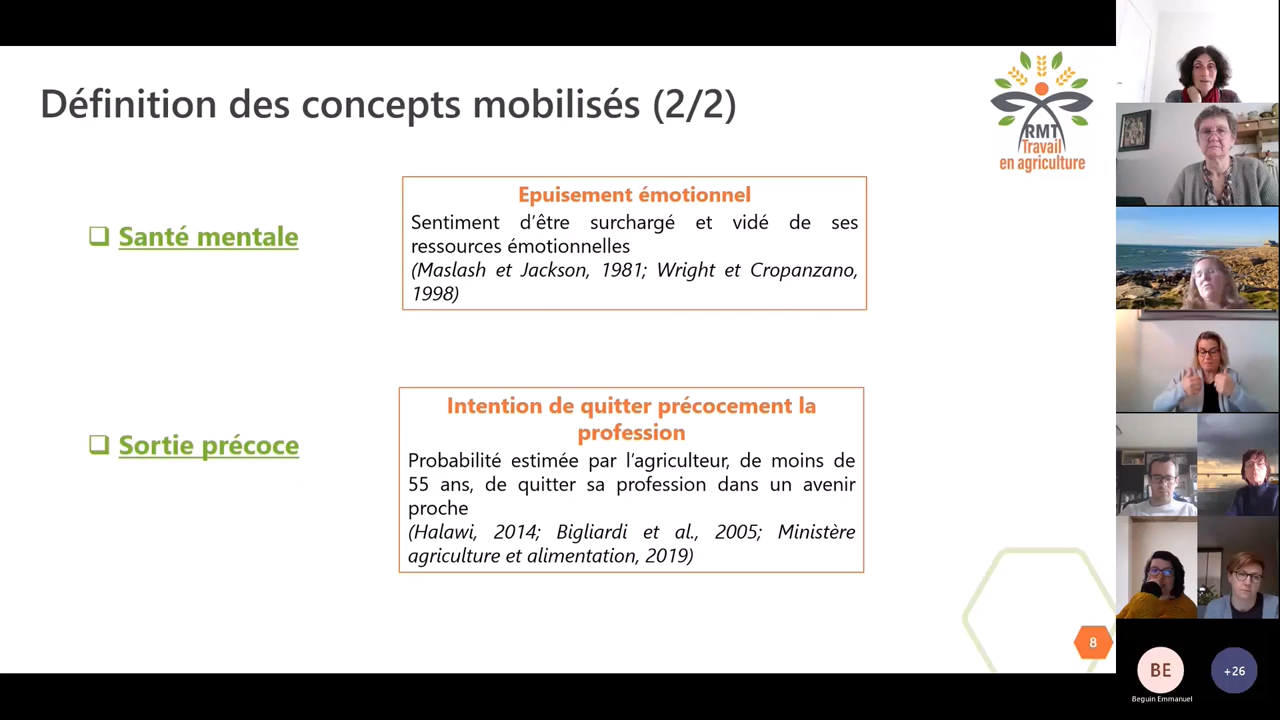 Définition des concepts mobilisés (2/2)
RMT
Travail
en agriculture
Santé mentale
Epuisement émotionnel
Sentiment d'être surchargé et vidé de ses
ressources émotionnelles
(Maslash et Jackson, 1981; Wright et Cropanzano,
1998)
Sortie précoce
Intention de quitter précocement la
profession
Probabilité estimée par l'agriculteur, de moins de
55 ans, de quitter sa profession dans un avenir
proche
(Halawi, 2014; Bigliardi et al., 2005; Ministère
agriculture et alimentation, 2019)
8
BE
+26
Beguin Emmanuel